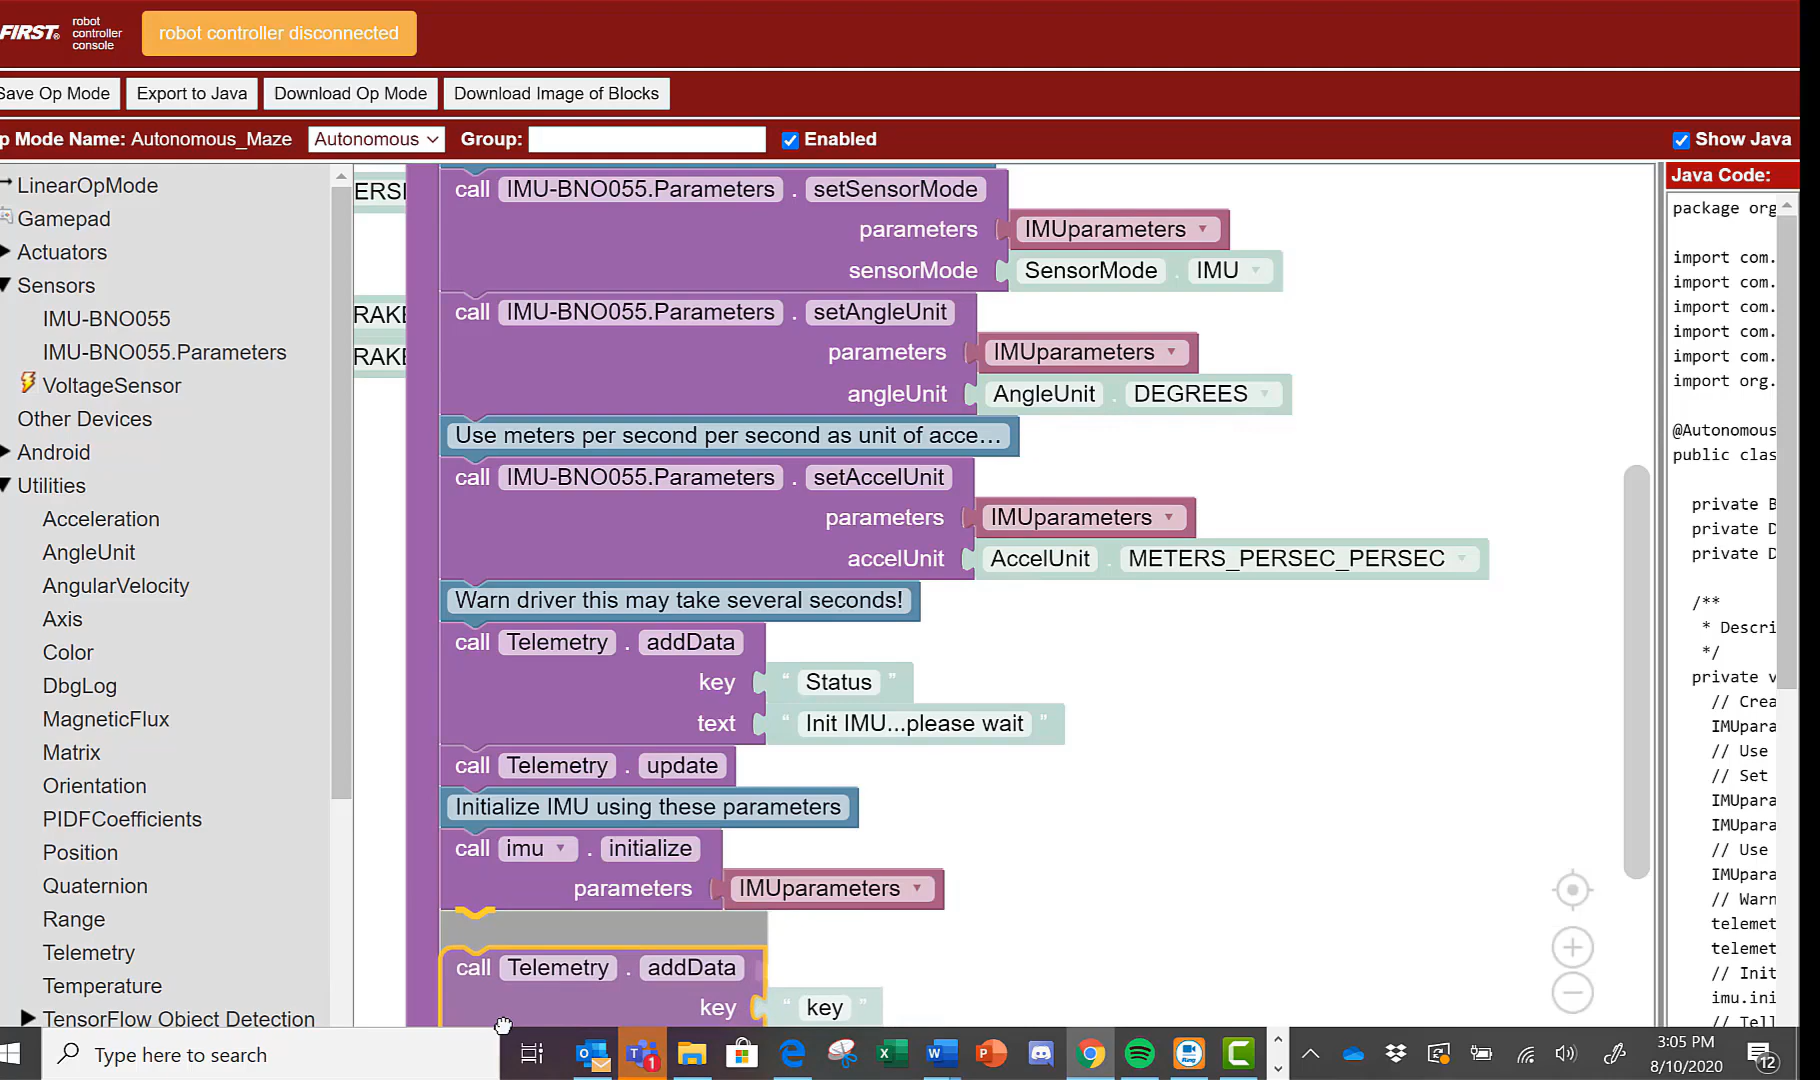 FIRST® robot controller console
robot controller disconnected
Save Op Mode Export to Java Download Op Mode Download Image of Blocks
p Mode Name: Autonomous_Maze Autonomous Group: Enabled Show Java
LinearOpMode
Gamepad
Actuators
Sensors
IMU-BNO055
IMU-BNO055.Parameters
VoltageSensor
Other Devices
Android
Utilities
Acceleration
AngleUnit
AngularVelocity
Axis
Color
DbgLog
MagneticFlux
Matrix
Orientation
PIDFCoefficients
Position
Quaternion
Range
Telemetry
Temperature
TensorFlow Object Detection
ERSI
RAKE
RAKE
call IMU-BNO055.Parameters . setSensorMode
parameters IMUparameters
sensorMode SensorMode . IMU
call IMU-BNO055.Parameters . setAngleUnit
parameters IMUparameters
angleUnit AngleUnit . DEGREES
Use meters per second per second as unit of acce...
call IMU-BNO055.Parameters . setAccelUnit
parameters IMUparameters
accelUnit AccelUnit . METERS_PERSEC_PERSEC
Warn driver this may take several seconds!
call Telemetry . addData
key “ Status ”
text “ Init IMU...please wait ”
call Telemetry . update
Initialize IMU using these parameters
call imu . initialize
parameters IMUparameters
call Telemetry . addData
key “ key ”
Java Code:
package org
import com.
import com.
import com.
import com.
import com.
import org.
@Autonomous
public clas
private B
private D
private D
/**
* Descri
*/
private v
// Crea
IMUpara
// Use
// Set
IMUpara
IMUpara
// Use
IMUpara
// Warn
telemet
telemet
// Init
imu.ini
// Tell
Type here to search
1
Ring
3:05 PM
8/10/2020
12